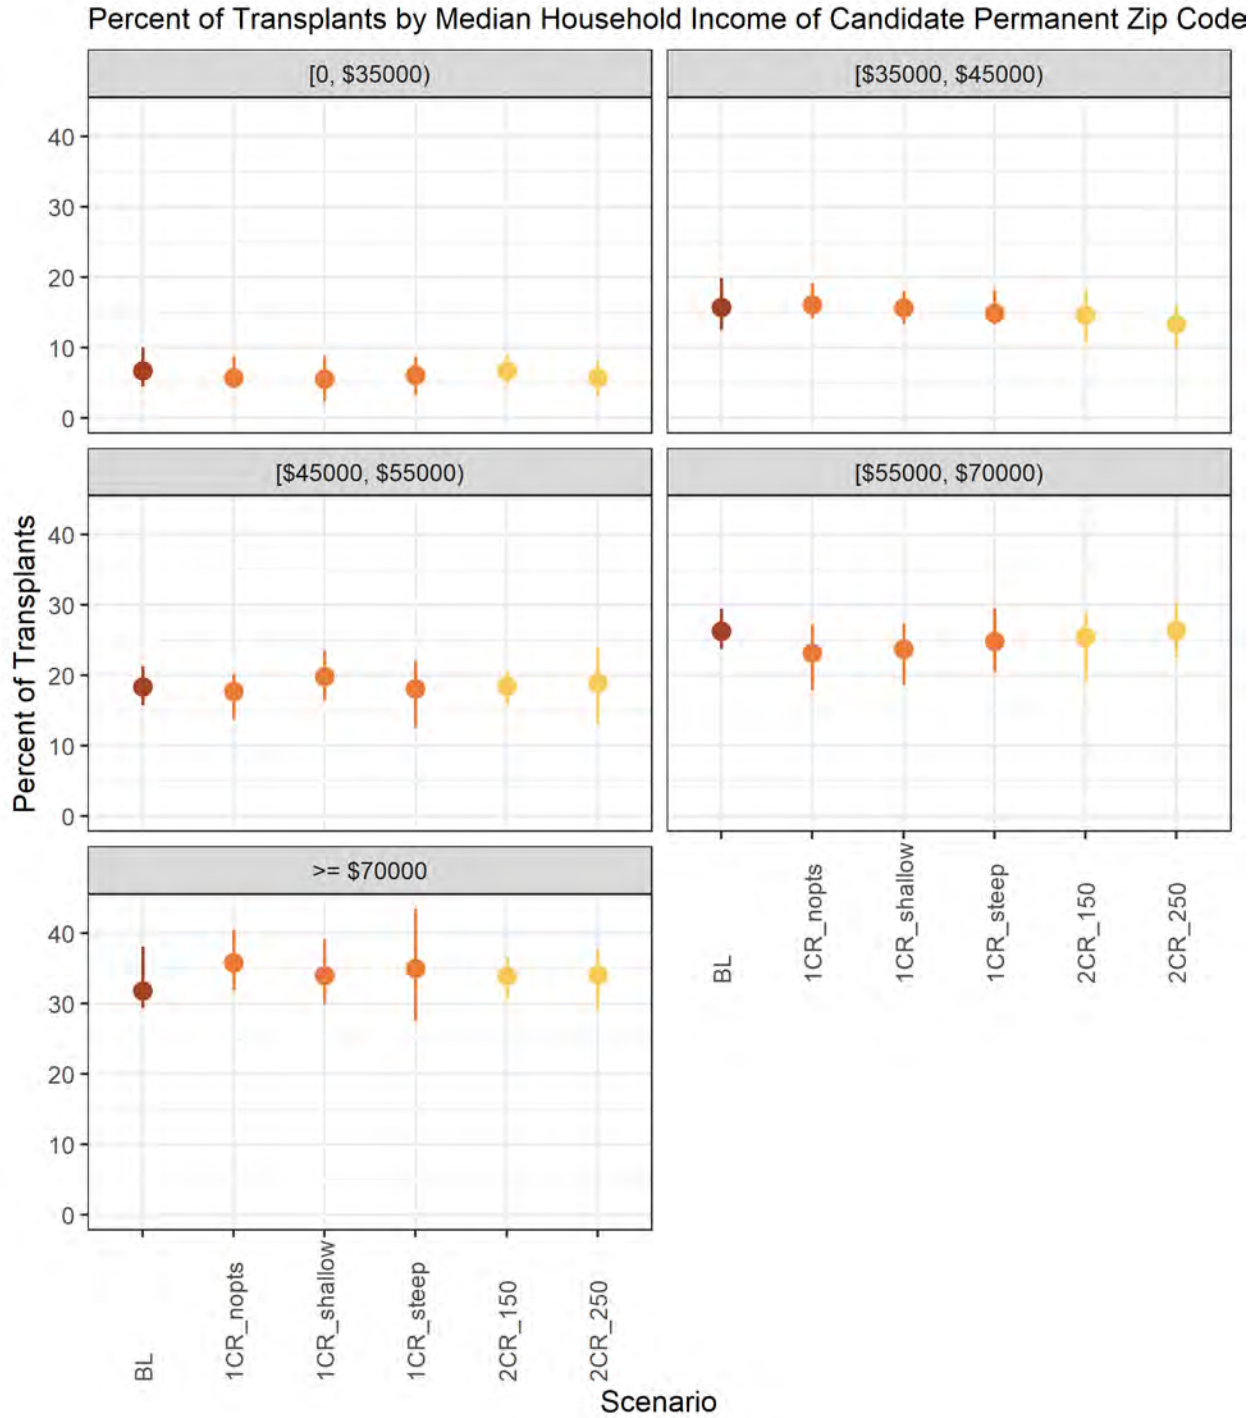 Percent of Transplants by Median Household Income of Candidate Permanent Zip Code
[0, $35000)
[$35000, $45000)
40
30
20
10
0
[$45000, $55000)
[$55000, $70000)
Percent of Transplants
40
30
20
10
0
>= $70000
BL
1CR_nopts
1CR_shallow
1CR_steep
2CR_150
2CR_250
40
30
20
10
0
BL
1CR_nopts
1CR_shallow
1CR_steep
2CR_150
2CR_250
Scenario